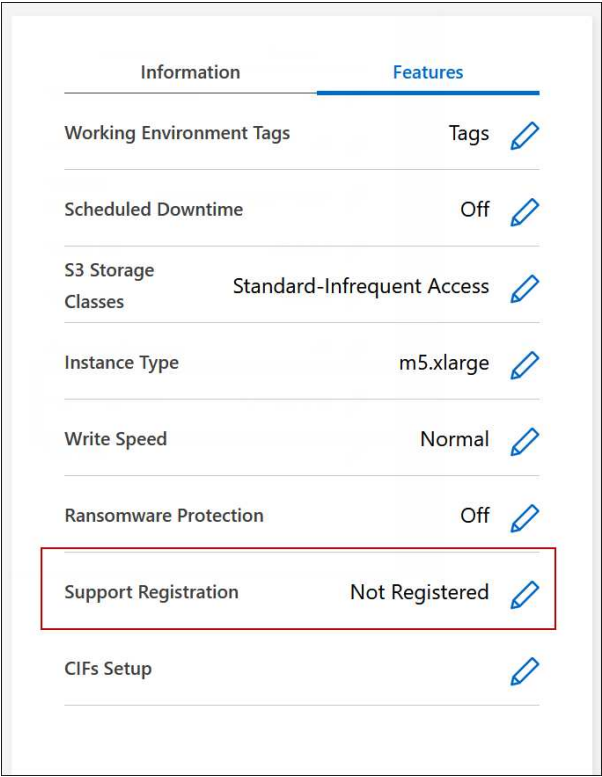 Information Features
Working Environment Tags Tags
Scheduled Downtime Off
S3 Storage
Classes Standard-Infrequent Access
Instance Type m5.xlarge
Write Speed Normal
Ransomware Protection Off
Support Registration Not Registered
CIFs Setup